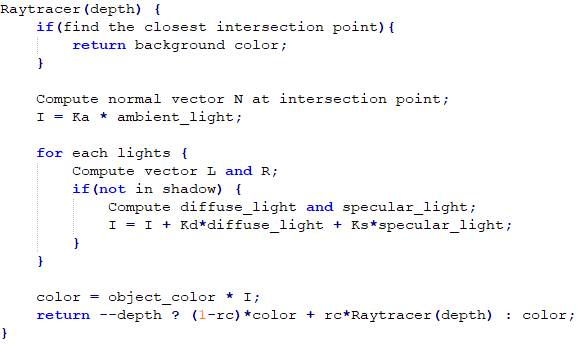 Raytracer(depth) {
    if(find the closest intersection point){
        return background color;
    }

    Compute normal vector N at intersection point;
    I = Ka * ambient_light;

    for each lights {
        Compute vector L and R;
        if(not in shadow) {
            Compute diffuse_light and specular_light;
            I = I + Kd*diffuse_light + Ks*specular_light;
        }
    }

    color = object_color * I;
    return --depth ? (1-rc)*color + rc*Raytracer(depth) : color;
}